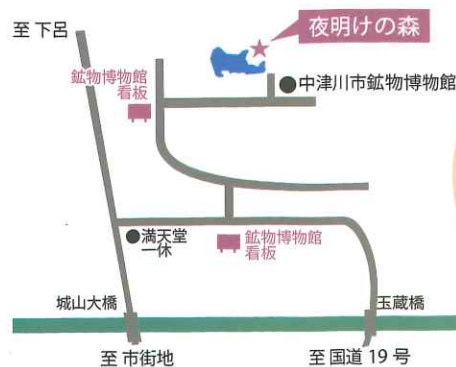 至 下呂
夜明けの森
鉱物博物館
看板
中津川市鉱物博物館
満天堂
一休
鉱物博物館
看板
城山大橋
玉蔵橋
至 市街地
至 国道 19 号